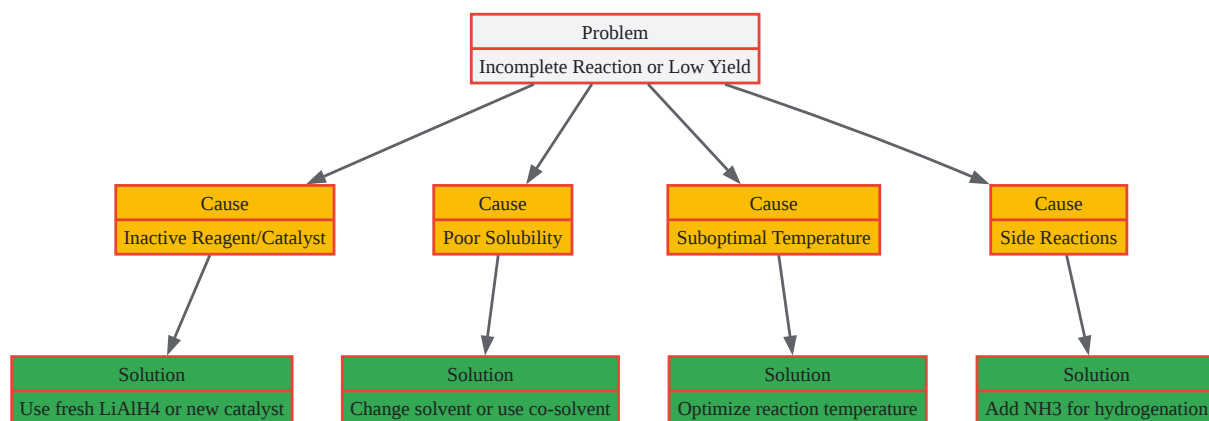 Problem
Incomplete Reaction or Low Yield
Cause
Inactive Reagent/Catalyst
Cause
Poor Solubility
Cause
Suboptimal Temperature
Cause
Side Reactions
Solution
Use fresh LiAlH4 or new catalyst
Solution
Change solvent or use co-solvent
Solution
Optimize reaction temperature
Solution
Add NH3 for hydrogenation